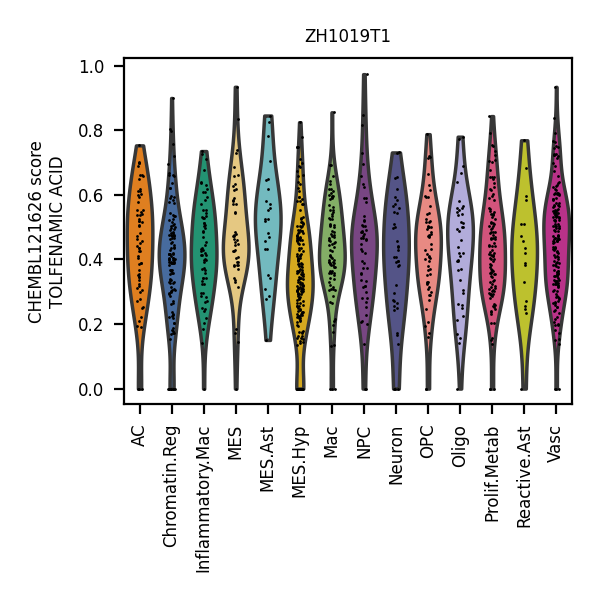 ZH1019T1
CHEMBL121626 score
TOLFENAMIC ACID
1.0
0.8
0.6
0.4
0.2
0.0
AC
Chromatin.Reg
Inflammatory.Mac
MES
MES.Ast
MES.Hyp
Mac
NPC
Neuron
OPC
Oligo
Prolif.Metab
Reactive.Ast
Vasc